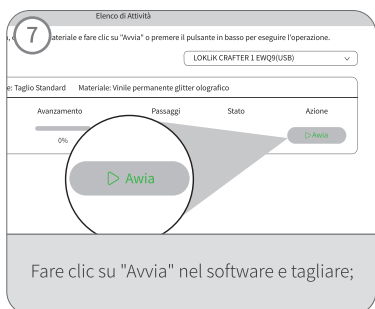 Elenco di Attività
7
materiale e fare clic su "Avvia" o premere il pulsante in basso per eseguire l'operazione.
LOKLiK CRAFTER 1 EWQ9(USB)
e: Taglio Standard Materiale: Vinile permanente glitter olografico
Avanzamento Passaggi Stato Azione
0%
Awia
Awia
Fare clic su "Avvia" nel software e tagliare;